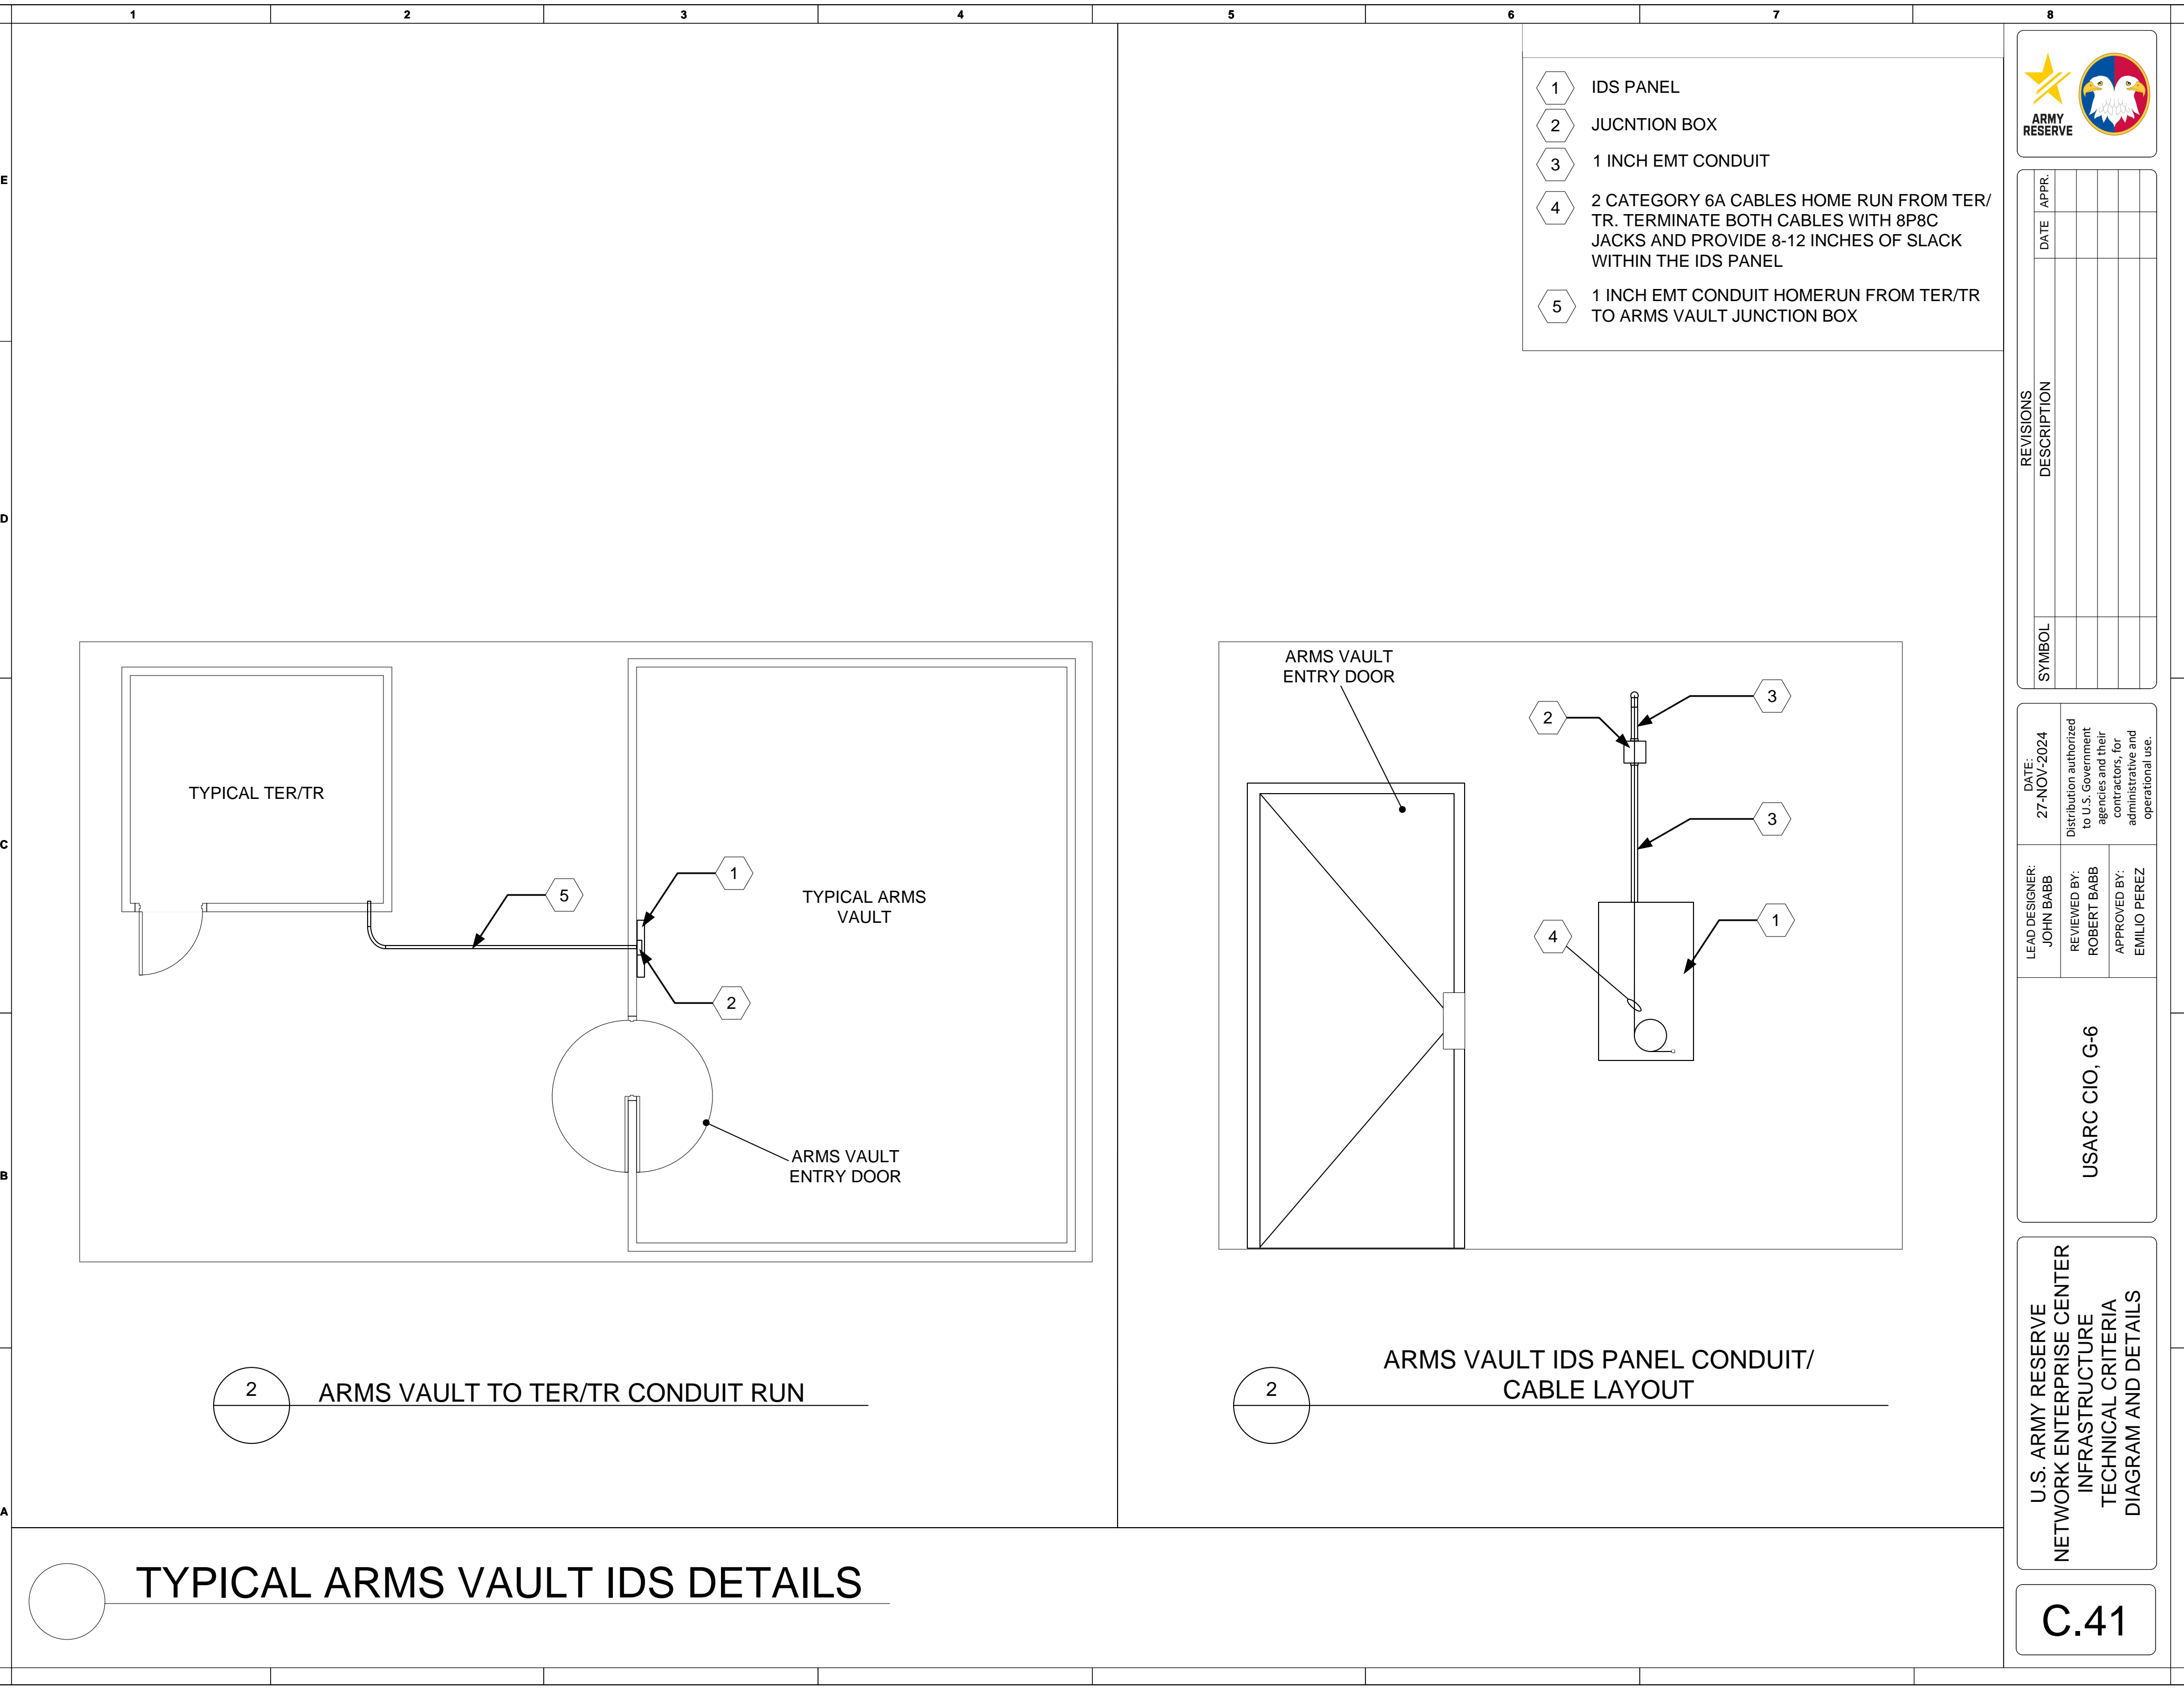 1 2 3 4 5 6 7 8
E
D
C
B
A
1 IDS PANEL
2 JUCNTION BOX
3 1 INCH EMT CONDUIT
4 2 CATEGORY 6A CABLES HOME RUN FROM TER/
TR. TERMINATE BOTH CABLES WITH 8P8C
JACKS AND PROVIDE 8-12 INCHES OF SLACK
WITHIN THE IDS PANEL
5 1 INCH EMT CONDUIT HOMERUN FROM TER/TR
TO ARMS VAULT JUNCTION BOX
TYPICAL TER/TR
5
1
2
TYPICAL ARMS
VAULT
ARMS VAULT
ENTRY DOOR
2 ARMS VAULT TO TER/TR CONDUIT RUN
ARMS VAULT
ENTRY DOOR
2
3
3
4
1
2
ARMS VAULT IDS PANEL CONDUIT/
CABLE LAYOUT
TYPICAL ARMS VAULT IDS DETAILS
ARMY
RESERVE
REVISIONS
SYMBOL DESCRIPTION DATE APPR.
DATE:
27-NOV-2024
Distribution authorized
to U.S. Government
agencies and their
contractors, for
administrative and
operational use.
LEAD DESIGNER:
JOHN BABB
REVIEWED BY:
ROBERT BABB
APPROVED BY:
EMILIO PEREZ
USARC CIO, G-6
U.S. ARMY RESERVE
NETWORK ENTERPRISE CENTER
INFRASTRUCTURE
TECHNICAL CRITERIA
DIAGRAM AND DETAILS
C.41